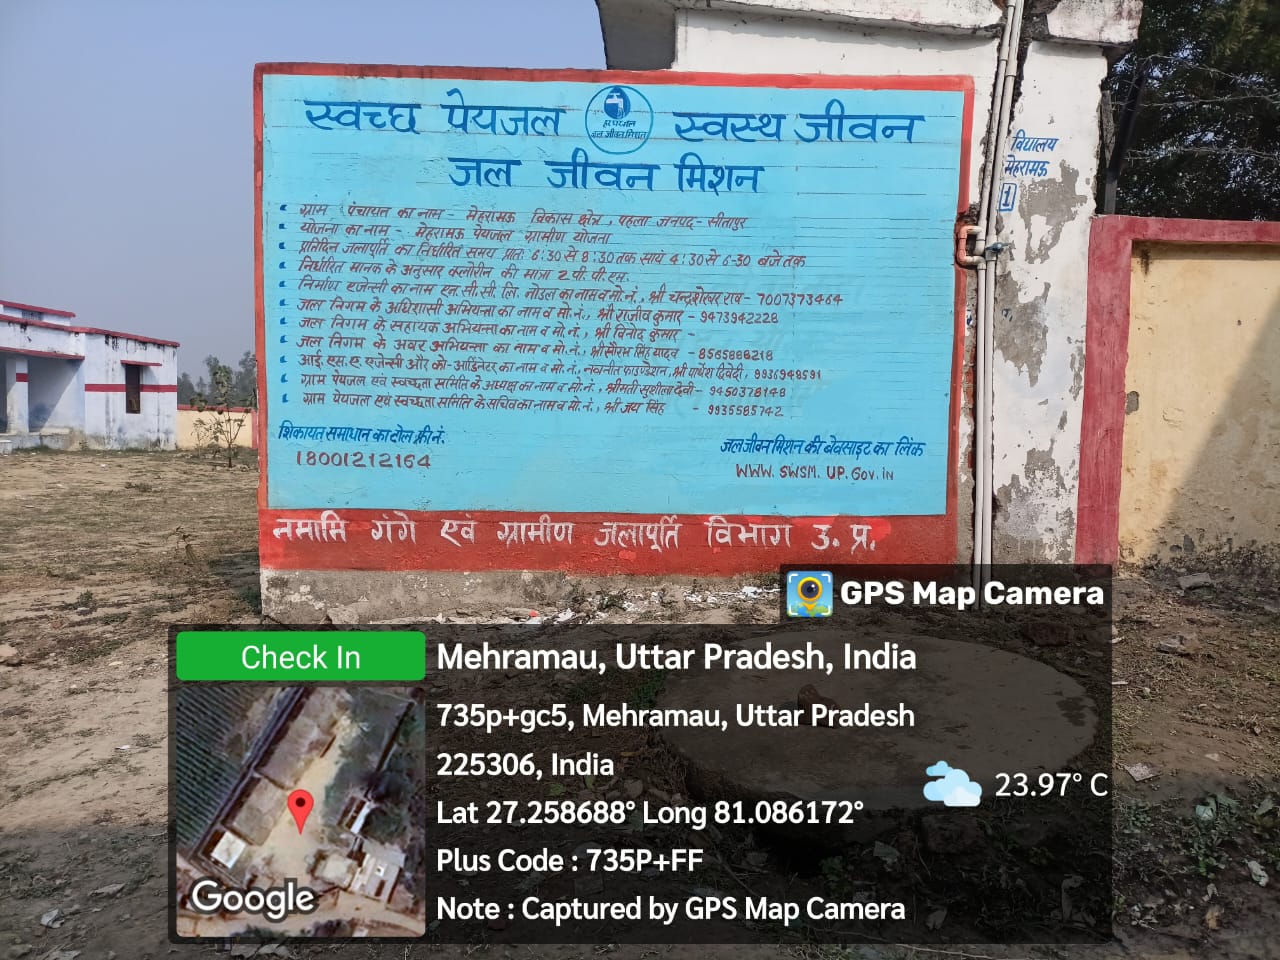 स्वच्छ पेयजल स्वस्थ जीवन
हर घर जल
जल जीवन मिशन
जल जीवन मिशन
ग्राम पंचायत का नाम - मेहरामऊ विकास क्षेत्र, पहला जनपद - सीतापुर
योजना का नाम - मेहरामऊ पेयजल ग्रामीण योजना
प्रतिदिन जलापूर्ति का निर्धारित समय प्रातः 6:30 से 8:30 तक सायं 4:30 से 6-30 बजे तक
निर्धारित मानक के अनुसार क्लोरीन की मात्रा 2 पी. पी. एम.
निर्माण एजेन्सी का नाम एन. सी. सी. लि. नोडल का नाम व मो. नं., श्री चन्द्रशेखर राव - 7007373464
जल निगम के अधिशासी अभियन्ता का नाम व मो. नं., श्री राजीव कुमार - 9473942228
जल निगम के सहायक अभियन्ता का नाम व मो. नं., श्री विनोद कुमार -
जल निगम के अवर अभियन्ता का नाम व मो. नं., श्री सौरभ सिंह यादव - 8565888218
आई. एस. ए. एजेन्सी और को-आर्डिनेटर का नाम व मो. नं., नवनीत फाउण्डेशन, श्री द्विवेदी, 9936949591
ग्राम पेयजल एवं स्वच्छता समिति के अध्यक्ष का नाम व मो. नं., श्रीमती सुशीला देवी - 9450378148
ग्राम पेयजल एवं स्वच्छता समिति के सचिव का नाम व मो. नं., श्री जय सिंह - 9935585742
शिकायत समाधान का टोल फ्री नं.
18001212164
जल जीवन मिशन की वेबसाइट का लिंक
WWW. SWSM. UP. Gov. in
नमामि गंगे एवं ग्रामीण जलापूर्ति विभाग उ. प्र.
विद्यालय
मेहरामऊ
1
GPS Map Camera
Check In
Mehramau, Uttar Pradesh, India
735p+gc5, Mehramau, Uttar Pradesh
225306, India
Lat 27.258688° Long 81.086172°
Plus Code : 735P+FF
Note : Captured by GPS Map Camera
23.97° C
Google